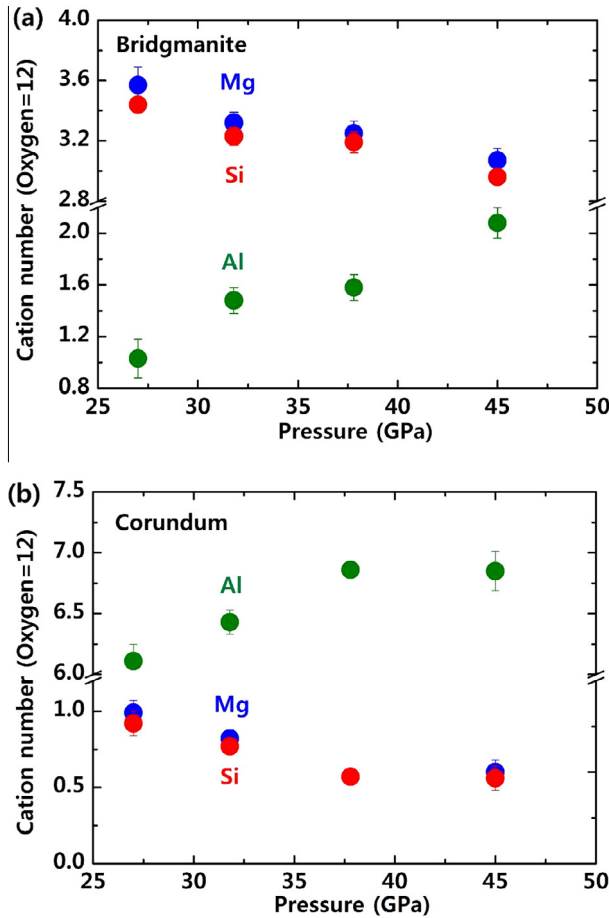 (a)
Bridgmanite
Mg
Si
Al
Cation number (Oxygen=12)
4.0
3.6
3.2
2.8
2.0
1.6
1.2
0.8
25 30 35 40 45 50
Pressure (GPa)
(b)
Corundum
Al
Mg
Si
Cation number (Oxygen=12)
7.5
7.0
6.5
6.0
1.0
0.5
0.0
25 30 35 40 45 50
Pressure (GPa)